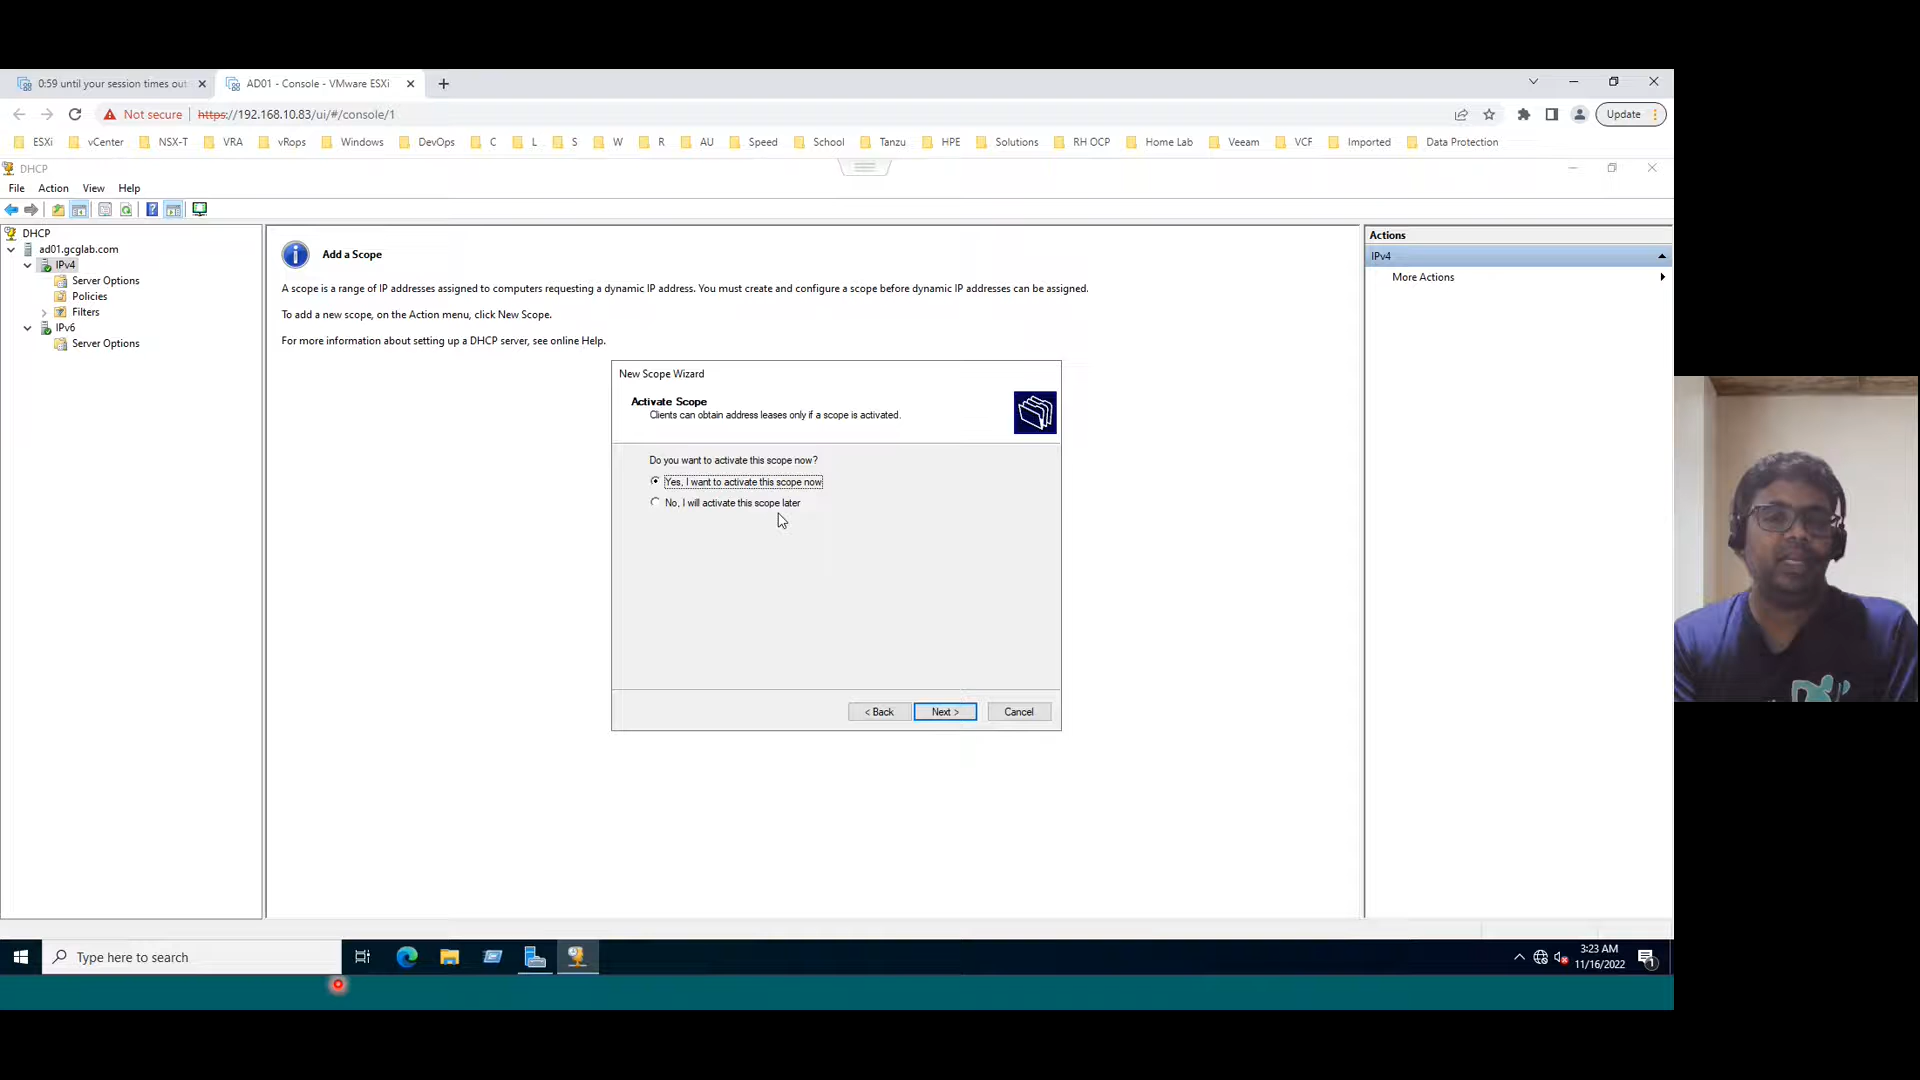 0:59 until your session times out
AD01 - Console - VMware ESXi
Not secure
https://192.168.10.83/ui/#/console/1
Update
ESXi
vCenter
NSX-T
VRA
vRops
Windows
DevOps
C
L
S
W
R
AU
Speed
School
Tanzu
HPE
Solutions
RH OCP
Home Lab
Veeam
VCF
Imported
Data Protection
DHCP
File Action View Help
DHCP
ad01.gcglab.com
IPv4
Server Options
Policies
Filters
IPv6
Server Options
Add a Scope
A scope is a range of IP addresses assigned to computers requesting a dynamic IP address. You must create and configure a scope before dynamic IP addresses can be assigned.
To add a new scope, on the Action menu, click New Scope.
For more information about setting up a DHCP server, see online Help.
New Scope Wizard
Activate Scope
Clients can obtain address leases only if a scope is activated.
Do you want to activate this scope now?
Yes, I want to activate this scope now
No, I will activate this scope later
< Back
Next >
Cancel
Actions
IPv4
More Actions
Type here to search
3:23 AM
11/16/2022
1